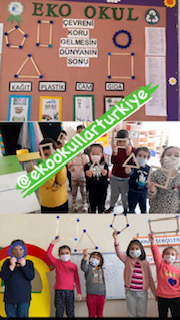 EKO OKUL
ÇEVRENİ
KORU
GELMESİN
DÜNYANIN
SONU
KAĞIT
PLASTİK
CAM
GIDA
@ekookullarturkiye